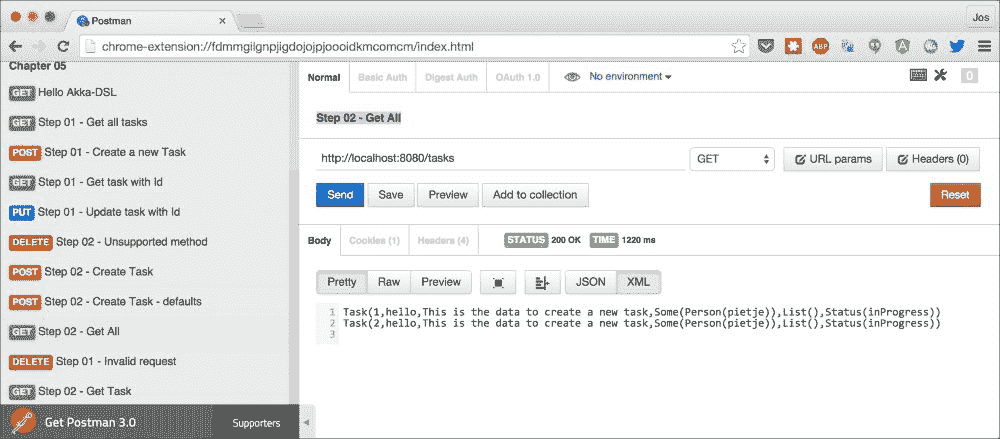 Postman
Jos
chrome-extension://fdmmgilgnpjigdojojpjoooidkmcomcm/index.html
ABP
Chapter 05
GET Hello Akka-DSL
GET Step 01 - Get all tasks
POST Step 01 - Create a new Task
GET Step 01 - Get task with Id
PUT Step 01 - Update task with Id
DELETE Step 02 - Unsupported method
POST Step 02 - Create Task
POST Step 02 - Create Task - defaults
GET Step 02 - Get All
DELETE Step 01 - Invalid request
GET Step 02 - Get Task
Get Postman 3.0 Supporters
Normal Basic Auth Digest Auth OAuth 1.0 No environment 0
Step 02 - Get All
http://localhost:8080/tasks GET URL params Headers (0)
Send Save Preview Add to collection Reset
Body Cookies (1) Headers (4) STATUS 200 OK TIME 1220 ms
Pretty Raw Preview JSON XML
1 Task(1,hello,This is the data to create a new task,Some(Person(pietje)),List(),Status(inProgress))
2 Task(2,hello,This is the data to create a new task,Some(Person(pietje)),List(),Status(inProgress))
3